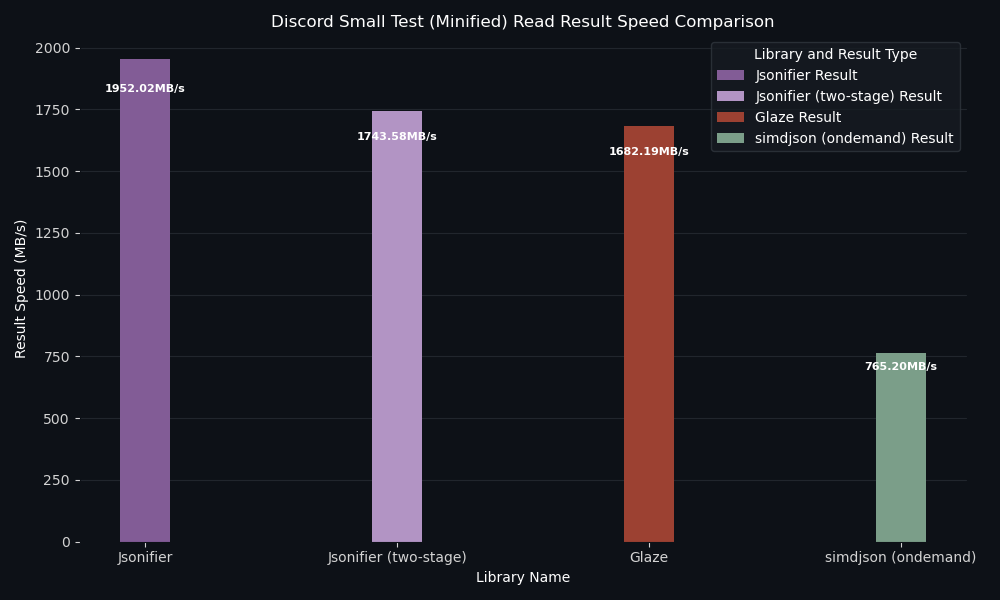 Discord Small Test (Minified) Read Result Speed Comparison
Library and Result Type
Jsonifier Result
Jsonifier (two-stage) Result
Glaze Result
simdjson (ondemand) Result
Result Speed (MB/s)
2000
1750
1500
1250
1000
750
500
250
0
1952.02MB/s
1743.58MB/s
1682.19MB/s
765.20MB/s
Jsonifier
Jsonifier (two-stage)
Glaze
simdjson (ondemand)
Library Name